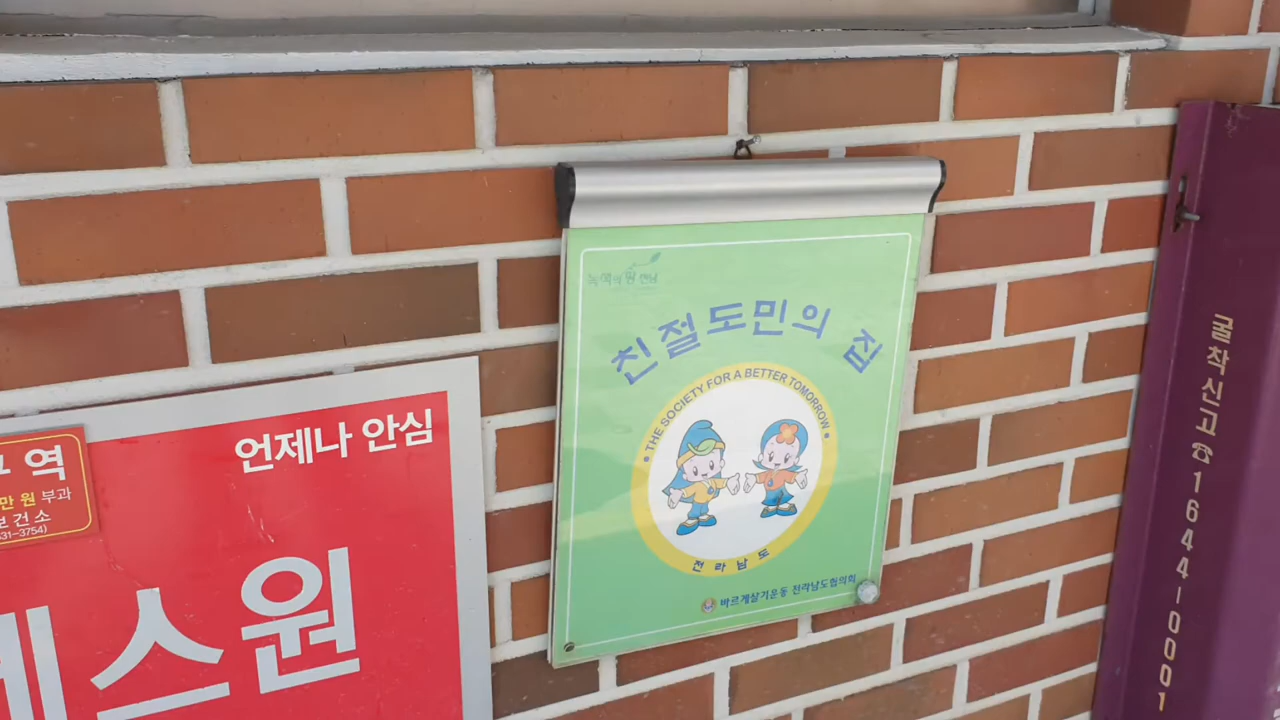 언제나 안심
역
만 원 부과
보건소
31-3754)
에스원
녹색의 땅 전남
친절도민의 집
THE SOCIETY FOR A BETTER TOMORROW
전라남도
바르게살기운동 전라남도협의회
굴착신고☎1644-0001